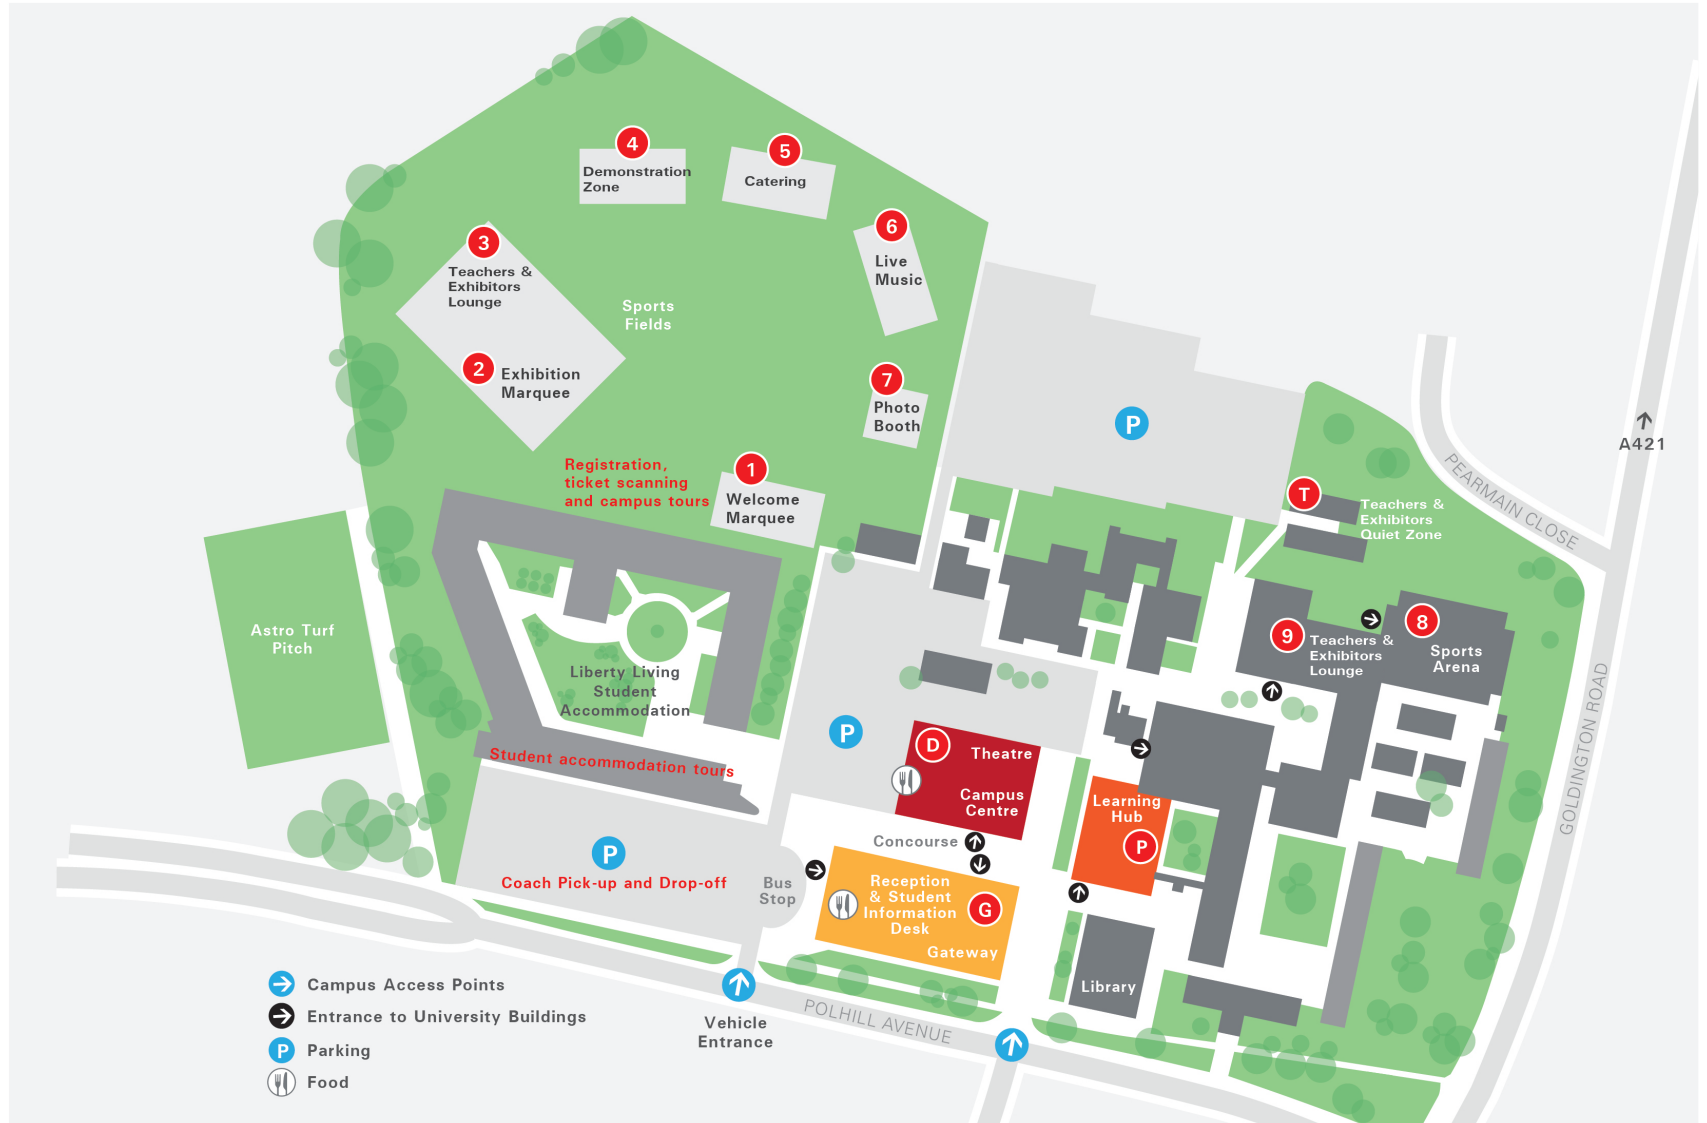 4
Demonstration
Zone
5
Catering
6
Live
Music
3
Teachers &
Exhibitors
Lounge
Sports
Fields
2
Exhibition
Marquee
7
Photo
Booth
Registration,
ticket scanning
and campus tours
1
Welcome
Marquee
P
A421
PEARMAIN CLOSE
T
Teachers &
Exhibitors
Quiet Zone
Astro Turf
Pitch
Liberty Living
Student
Accommodation
Student accommodation tours
9
Teachers &
Exhibitors
Lounge
8
Sports
Arena
GOLDINGTON ROAD
P
D
Theatre
Campus
Centre
Learning
Hub
P
Concourse
P
Coach Pick-up and Drop-off
Bus
Stop
Reception
& Student
Information
Desk
G
Gateway
Library
POLHILL AVENUE
Vehicle
Entrance
Campus Access Points
Entrance to University Buildings
P Parking
Food